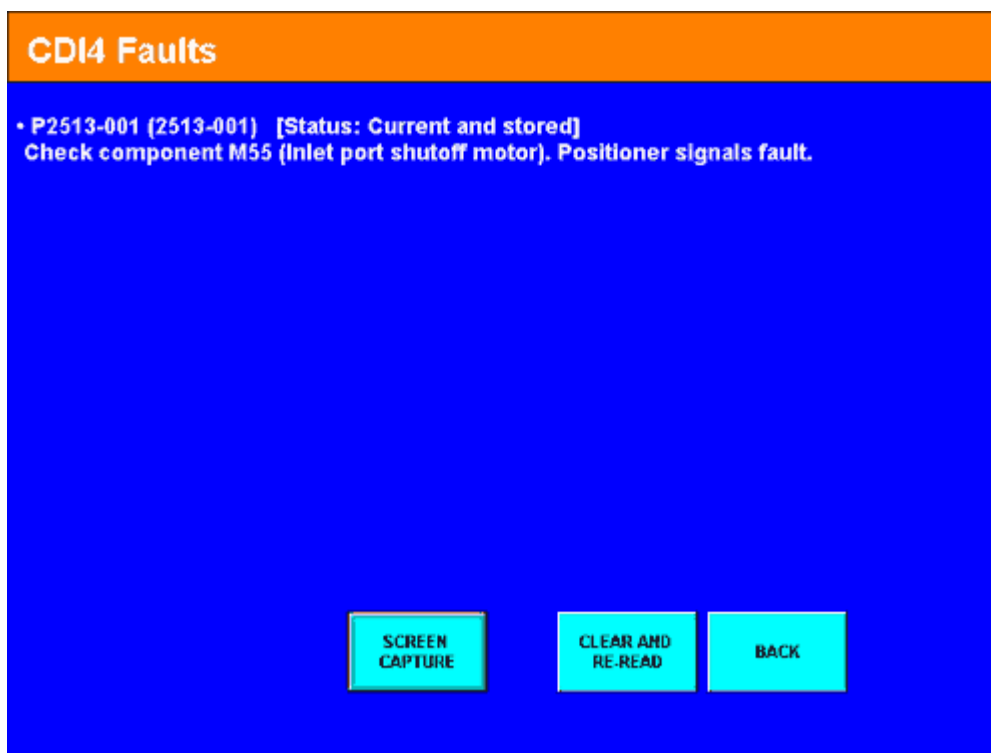 CDI4 Faults
• P2513-001 (2513-001) [Status: Current and stored]
Check component M55 (Inlet port shutoff motor). Positioner signals fault.
SCREEN
CAPTURE
CLEAR AND
RE-READ
BACK